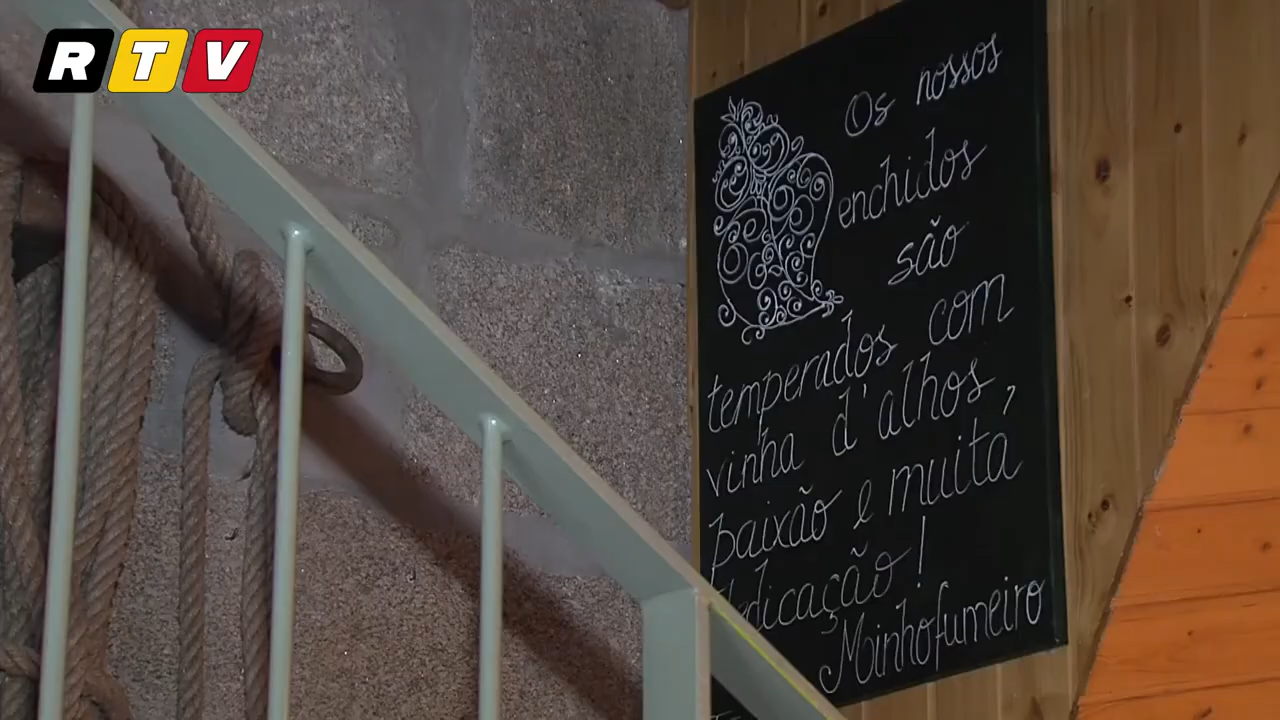 RTV
Os nossos
enchidos
são
temperados com
vinha d'alhos,
paixão e muita
dedicação!
Minhofumeiro